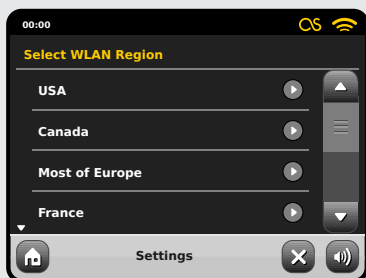 00:00
Select WLAN Region
USA
Canada
Most of Europe
France
Settings